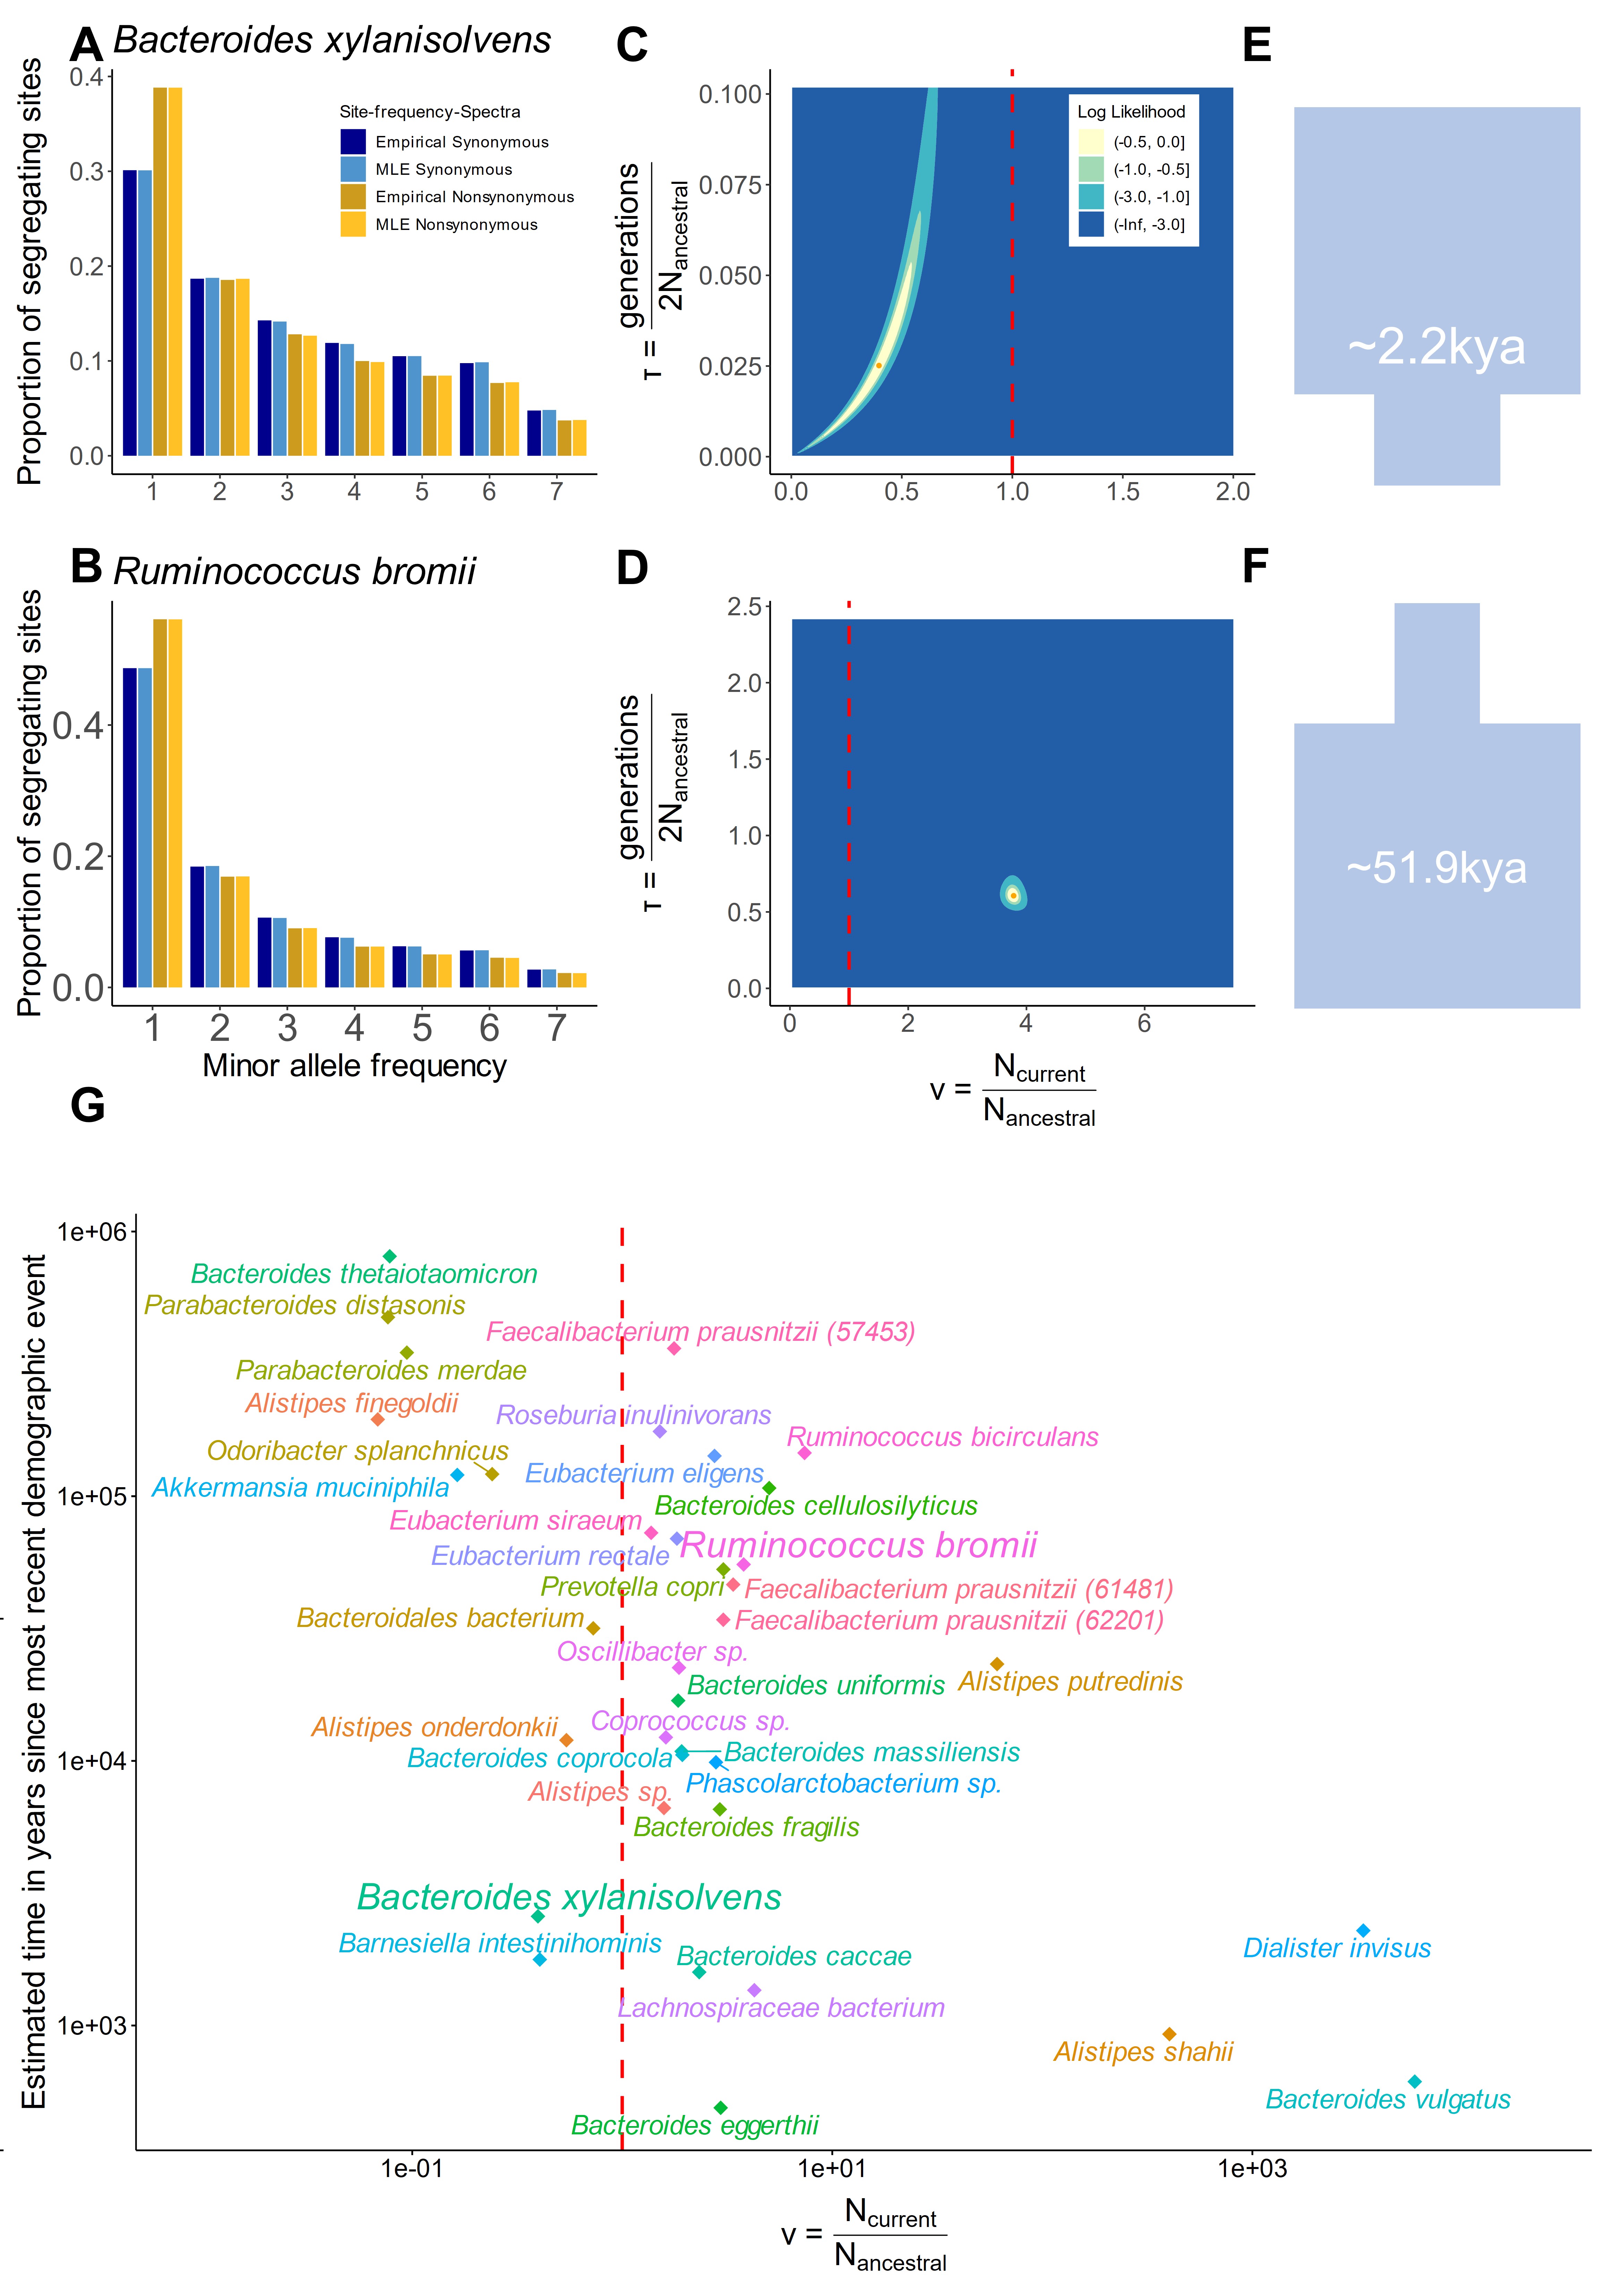 A Bacteroides xylanisolvens
Proportion of segregating sites
0.4
0.3
0.2
0.1
0.0
1 2 3 4 5 6 7
Site-frequency-Spectra
Empirical Synonymous
MLE Synonymous
Empirical Nonsynonymous
MLE Nonsynonymous
C
τ = generations
2Nancestral
0.100
0.075
0.050
0.025
0.000
0.0 0.5 1.0 1.5 2.0
Log Likelihood
(-0.5, 0.0]
(-1.0, -0.5]
(-3.0, -1.0]
(-Inf, -3.0]
E
~2.2kya
B Ruminococcus bromii
Proportion of segregating sites
0.4
0.2
0.0
1 2 3 4 5 6 7
Minor allele frequency
D
τ = generations
2Nancestral
2.5
2.0
1.5
1.0
0.5
0.0
0 2 4 6
ν = Ncurrent
Nancestral
F
~51.9kya
G
Estimated time in years since most recent demographic event
1e+06
1e+05
1e+04
1e+03
Bacteroides thetaiotaomicron
Parabacteroides distasonis
Faecalibacterium prausnitzii (57453)
Parabacteroides merdae
Alistipes finegoldii
Roseburia inulinivorans
Ruminococcus bicirculans
Odoribacter splanchnicus
Eubacterium eligens
Akkermansia muciniphila
Bacteroides cellulosilyticus
Eubacterium siraeum
Ruminococcus bromii
Eubacterium rectale
Prevotella copri
Faecalibacterium prausnitzii (61481)
Bacteroidales bacterium
Faecalibacterium prausnitzii (62201)
Oscillibacter sp.
Bacteroides uniformis
Alistipes putredinis
Coprococcus sp.
Alistipes onderdonkii
Bacteroides coprocola
Bacteroides massiliensis
Phascolarctobacterium sp.
Alistipes sp.
Bacteroides fragilis
Bacteroides xylanisolvens
Barnesiella intestinihominis
Dialister invisus
Bacteroides caccae
Lachnospiraceae bacterium
Alistipes shahii
Bacteroides vulgatus
Bacteroides eggerthii
1e-01 1e+01 1e+03
ν = Ncurrent
Nancestral